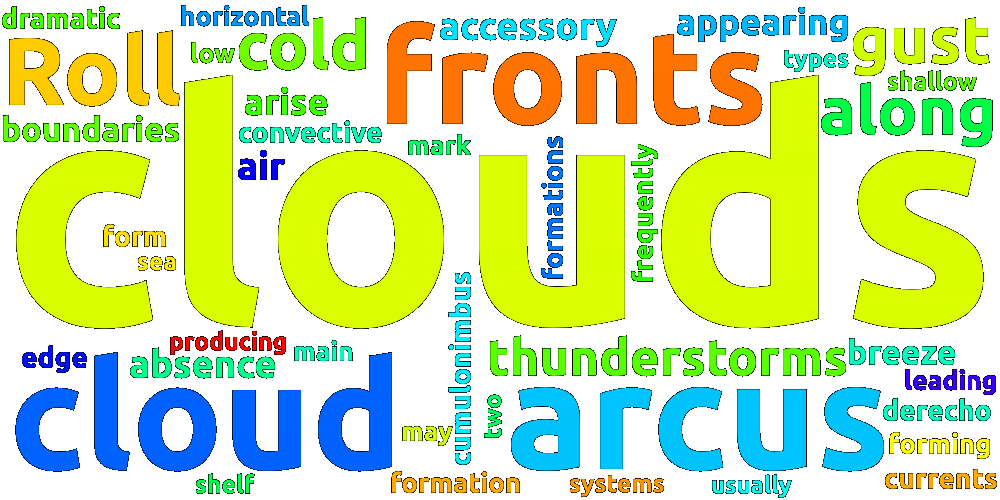 dramatic
horizontal
accessory
appearing
gust
Roll
low
cold
fronts
types
shallow
arise
along
boundaries
convective
mark
air
clouds
formations
frequently
form
sea
cumulonimbus
producing
edge
absence
main
thunderstorms
breeze
leading
cloud
arcus
may
two
derecho
forming
shelf
formation
systems
usually
currents